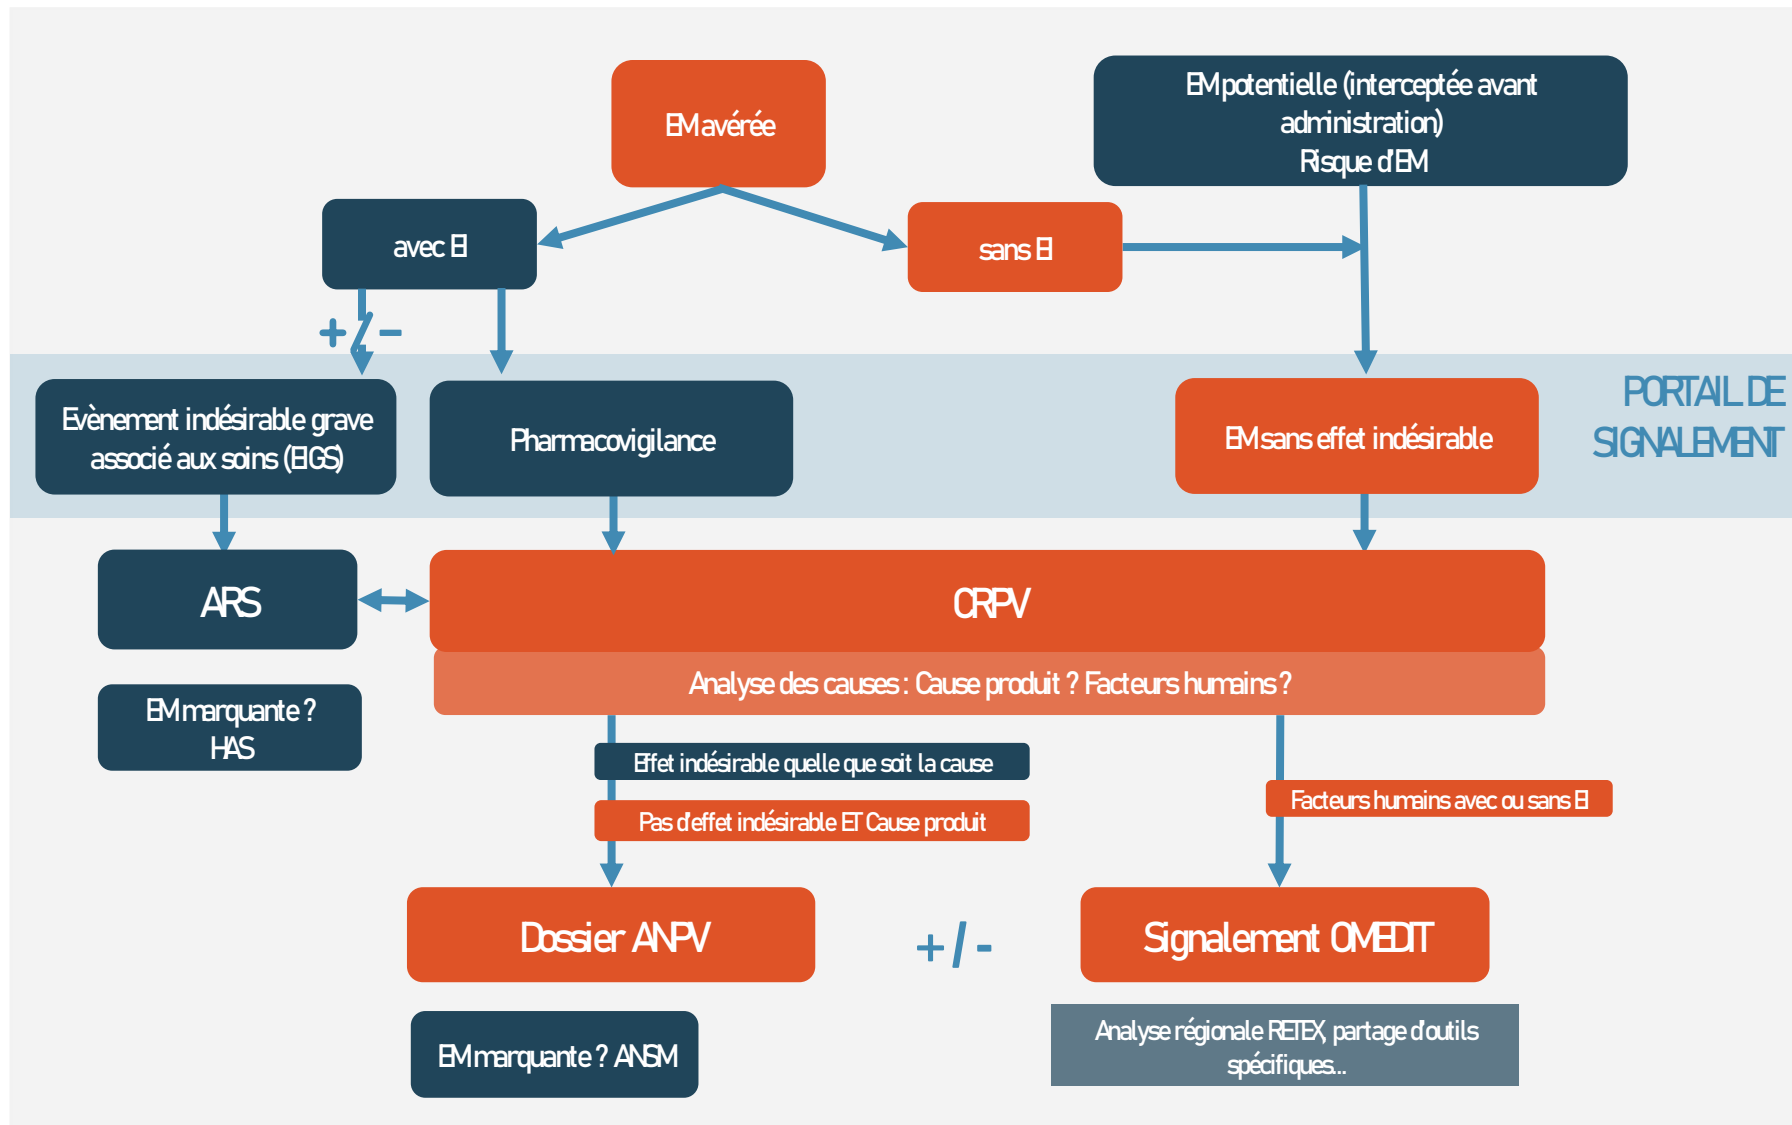 EM avérée
EM potentielle (interceptée avant
administration)
Risque d'EM
avec EI
sans EI
+/-
PORTAIL DE
SIGNALEMENT
Evènement indésirable grave
associé aux soins (EIGS)
Pharmacovigilance
EM sans effet indésirable
ARS
CRPV
Analyse des causes : Cause produit ? Facteurs humains ?
EM marquante ?
HAS
Effet indésirable quelle que soit la cause
Pas d'effet indésirable ET Cause produit
Facteurs humains avec ou sans EI
Dossier ANPV
+/-
Signalement OMEDIT
EM marquante ? ANSM
Analyse régionale RETEX, partage d'outils
spécifiques...